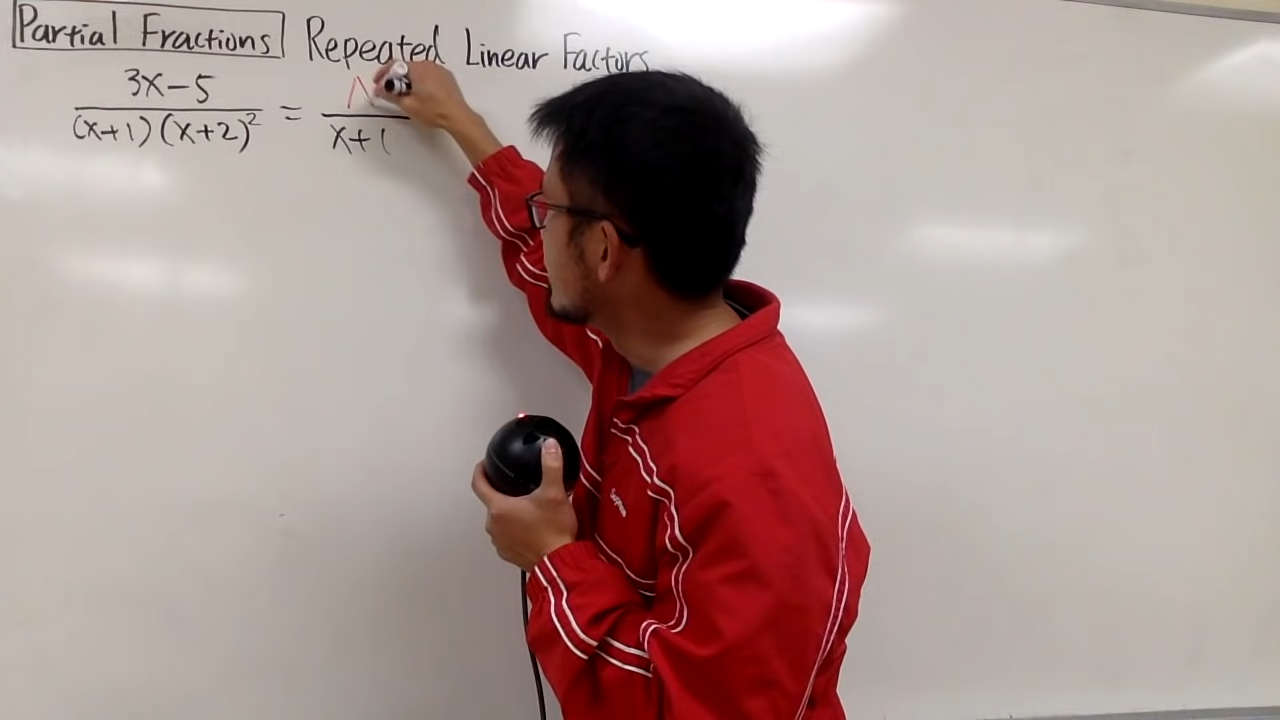 Partial Fractions Repeated Linear Factors
3x-5 / (x+1)(x+2)² = / x+1